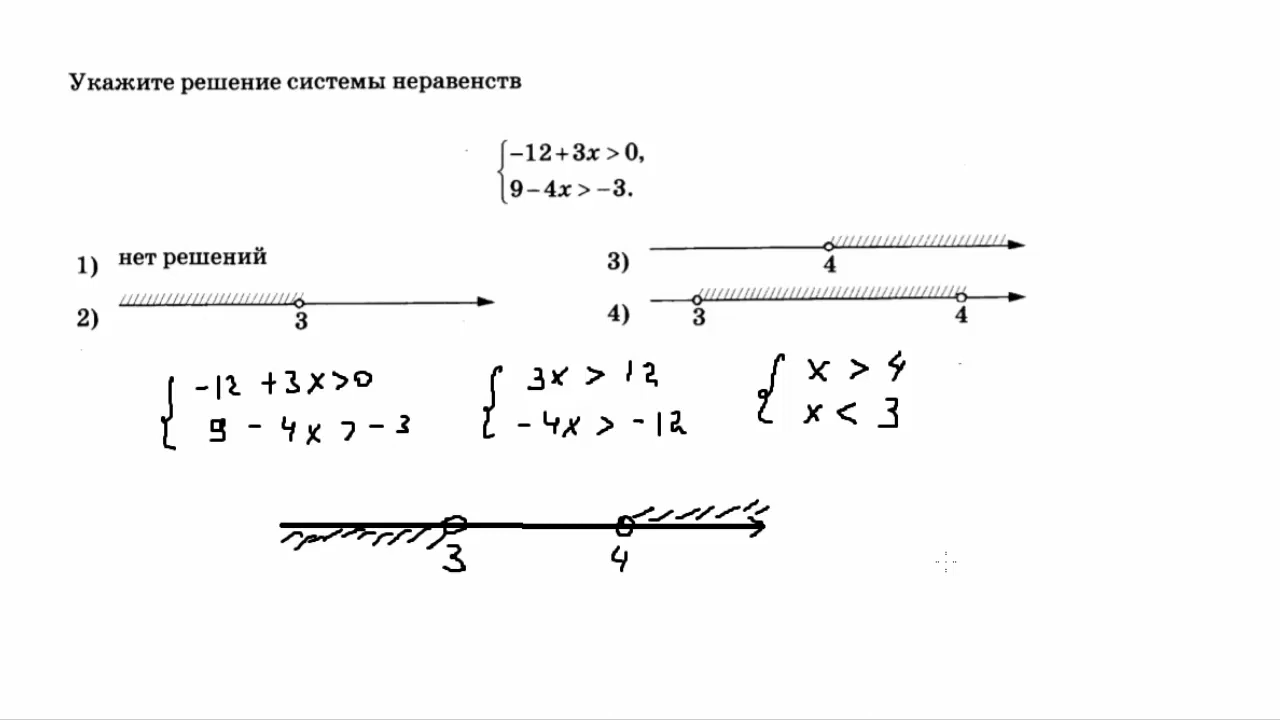 Укажите решение системы неравенств
−12+3x>0,
9−4x>−3.
1) нет решений
2) 3
3) 4
4) 3 4
-12 +3x>0 3x > 12 x > 4
9 - 4x > -3 -4x > -12 x < 3
3 4